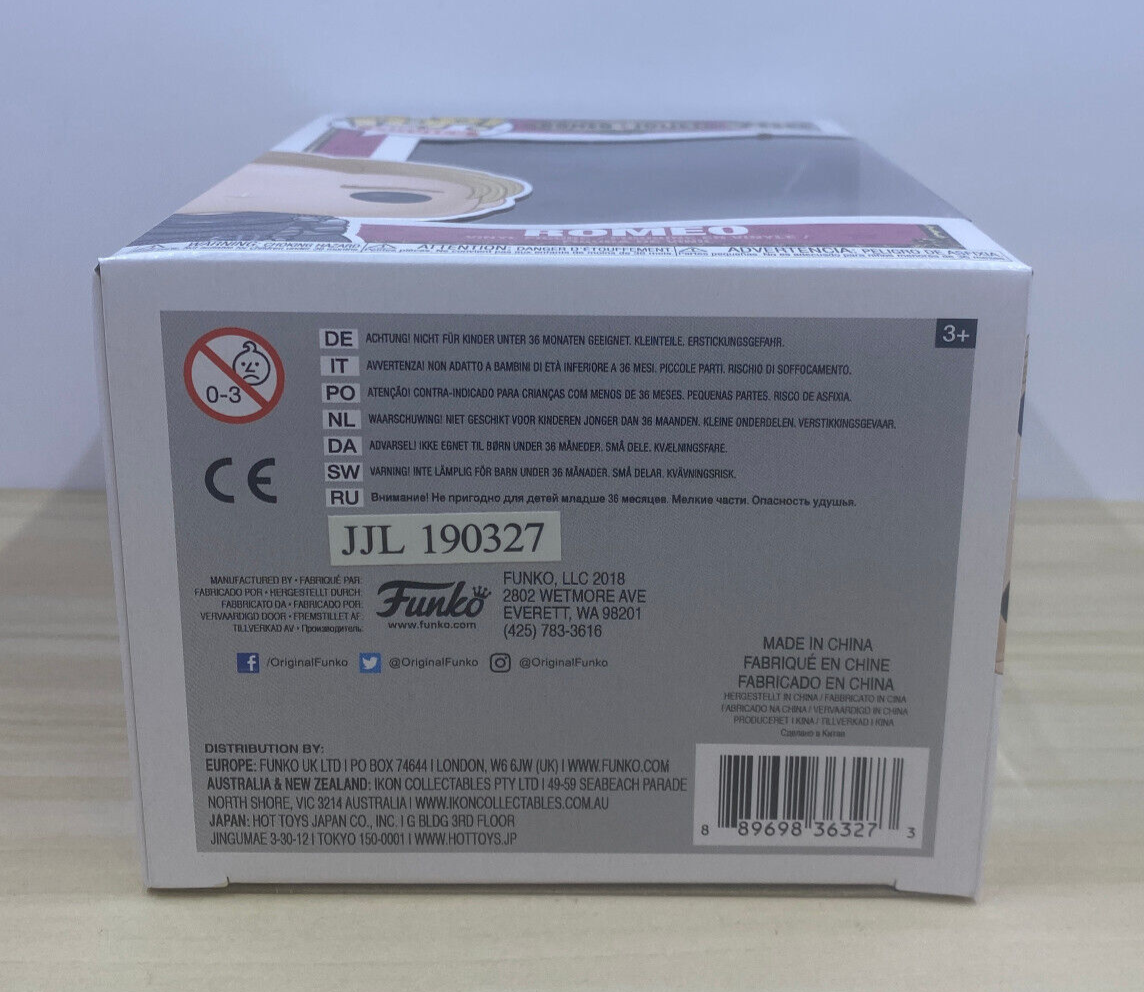 ROMEO
WARNING: CHOKING HAZARD
ATTENTION: DANGER D'ÉTOUFFEMENT
ADVERTENCIA: PELIGRO DE ASFIXIA
3+
0-3
DE ACHTUNG! NICHT FÜR KINDER UNTER 36 MONATEN GEEIGNET. KLEINTEILE. ERSTICKUNGSGEFAHR.
IT AVVERTENZA! NON ADATTO A BAMBINI DI ETÀ INFERIORE A 36 MESI. PICCOLE PARTI. RISCHIO DI SOFFOCAMENTO.
PO ATENÇÃO! CONTRA-INDICADO PARA CRIANÇAS COM MENOS DE 36 MESES. PEQUENAS PARTES. RISCO DE ASFIXIA.
NL WAARSCHUWING! NIET GESCHIKT VOOR KINDEREN JONGER DAN 36 MAANDEN. KLEINE ONDERDELEN. VERSTIKKINGSGEVAAR.
DA ADVARSEL! IKKE EGNET TIL BØRN UNDER 36 MÅNEDER. SMÅ DELE. KVÆLNINGSFARE.
SW VARNING! INTE LÄMPLIG FÖR BARN UNDER 36 MÅNADER. SMÅ DELAR. KVÄVNINGSRISK.
RU Внимание! Не пригодно для детей младше 36 месяцев. Мелкие части. Опасность удушья.
CE
JJL 190327
MANUFACTURED BY • FABRIQUÉ PAR:
FABRICADO POR • HERGESTELLT DURCH:
FABBRICATO DA • FABRICADO POR:
VERVAARDIGD DOOR • FREMSTILLET AF:
TILLVERKAD AV • Производитель:
Funko
www.funko.com
FUNKO, LLC 2018
2802 WETMORE AVE
EVERETT, WA 98201
(425) 783-3616
/OriginalFunko @OriginalFunko @OriginalFunko
MADE IN CHINA
FABRIQUÉ EN CHINE
FABRICADO EN CHINA
HERGESTELLT IN CHINA / FABBRICATO IN CINA
FABRICADO NA CHINA / VERVAARDIGD IN CHINA
PRODUCERET I KINA / TILLVERKAD I KINA
Сделано в Китае
DISTRIBUTION BY:
EUROPE: FUNKO UK LTD | PO BOX 74644 | LONDON, W6 6JW (UK) | WWW.FUNKO.COM
AUSTRALIA & NEW ZEALAND: IKON COLLECTABLES PTY LTD | 49-59 SEABEACH PARADE
NORTH SHORE, VIC 3214 AUSTRALIA | WWW.IKONCOLLECTABLES.COM.AU
JAPAN: HOT TOYS JAPAN CO., INC. | G BLDG 3RD FLOOR
JINGUMAE 3-30-12 | TOKYO 150-0001 | WWW.HOTTOYS.JP
8 89698 36327 3